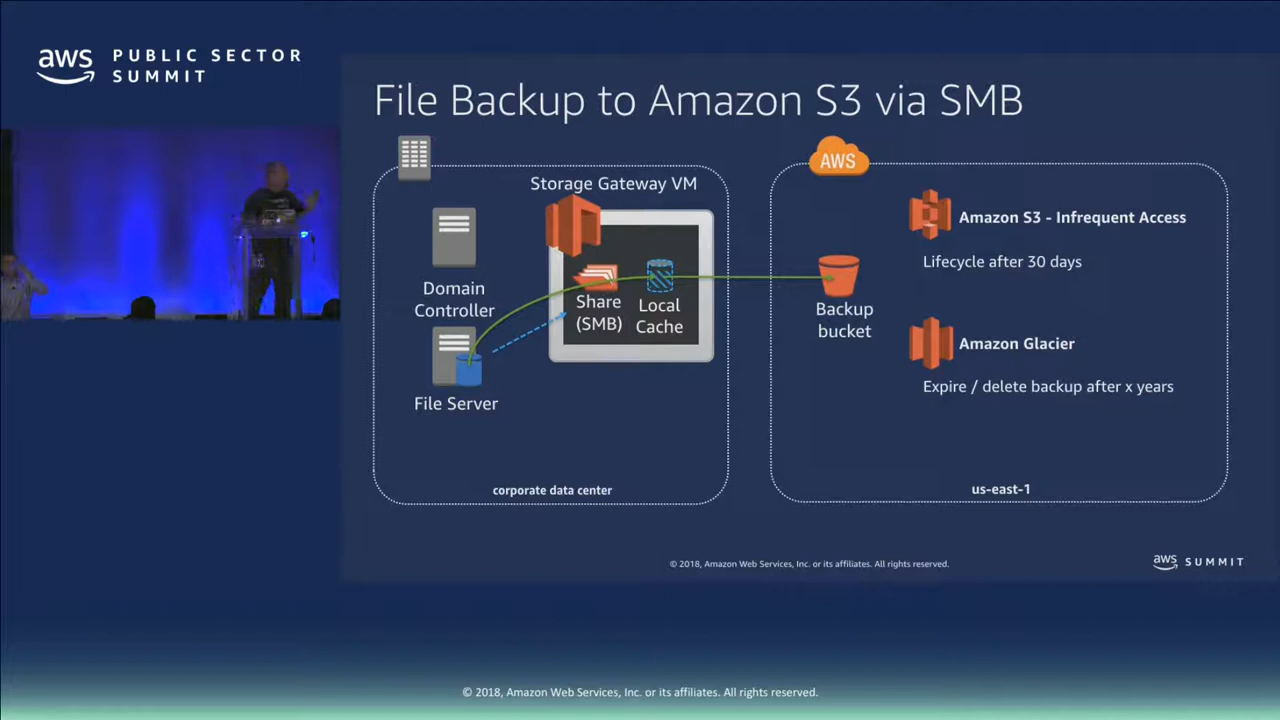 aws PUBLIC SECTOR
SUMMIT
File Backup to Amazon S3 via SMB
AWS
Storage Gateway VM
Domain
Controller
File Server
Share
(SMB)
Local
Cache
corporate data center
Backup
bucket
Amazon S3 - Infrequent Access
Lifecycle after 30 days
Amazon Glacier
Expire / delete backup after x years
us-east-1
© 2018, Amazon Web Services, Inc. or its affiliates. All rights reserved.
aws SUMMIT
© 2018, Amazon Web Services, Inc. or its affiliates. All rights reserved.